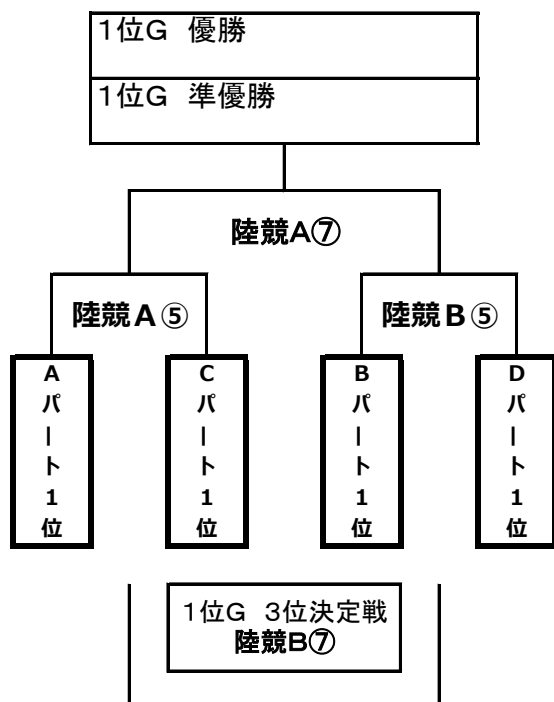 1位G 優勝
1位G 準優勝
陸競A⑦
陸競A⑤
陸競B⑤
Aパート1位
Cパート1位
Bパート1位
Dパート1位
1位G 3位決定戦
陸競B⑦